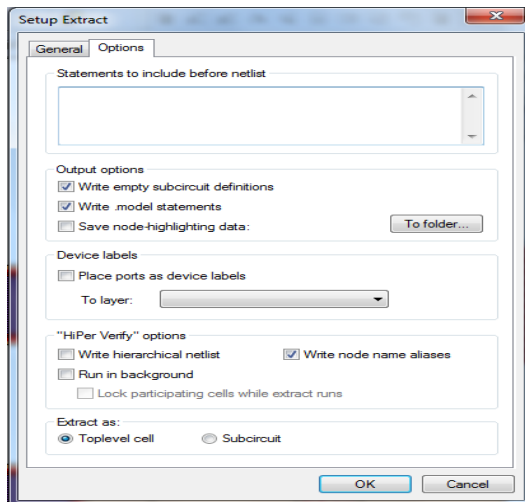 Setup Extract
General Options
Statements to include before netlist
Output options
Write empty subcircuit definitions
Write .model statements
Save node-highlighting data: To folder...
Device labels
Place ports as device labels
To layer:
"HiPer Verify" options
Write hierarchical netlist Write node name aliases
Run in background
Lock participating cells while extract runs
Extract as:
Toplevel cell Subcircuit
OK Cancel